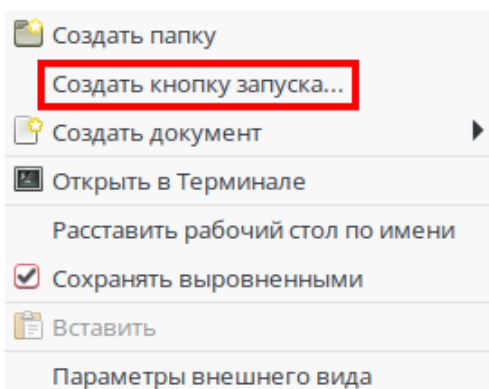 Создать папку
Создать кнопку запуска...
Создать документ
Открыть в Терминале
Расставить рабочий стол по имени
Сохранять выровненными
Вставить
Параметры внешнего вида